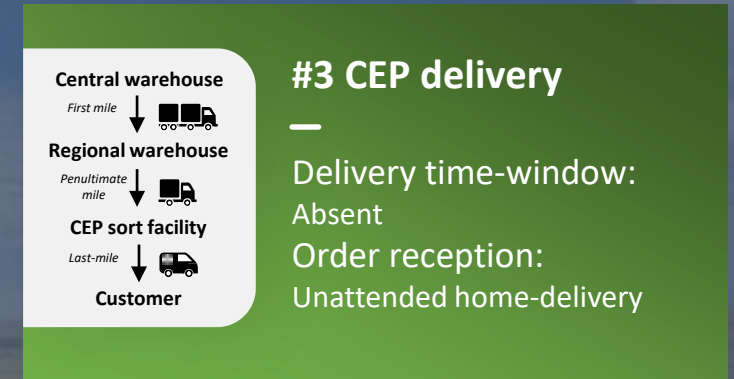 Central warehouse
First mile
Regional warehouse
Penultimate
mile
CEP sort facility
Last-mile
Customer
#3 CEP delivery
Delivery time-window:
Absent
Order reception:
Unattended home-delivery